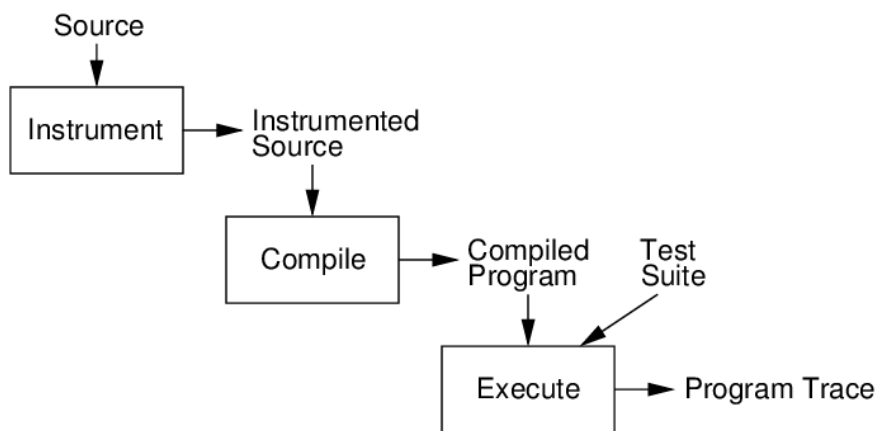 Source
Instrument
Instrumented
Source
Compile
Compiled
Program
Test
Suite
Execute
Program Trace